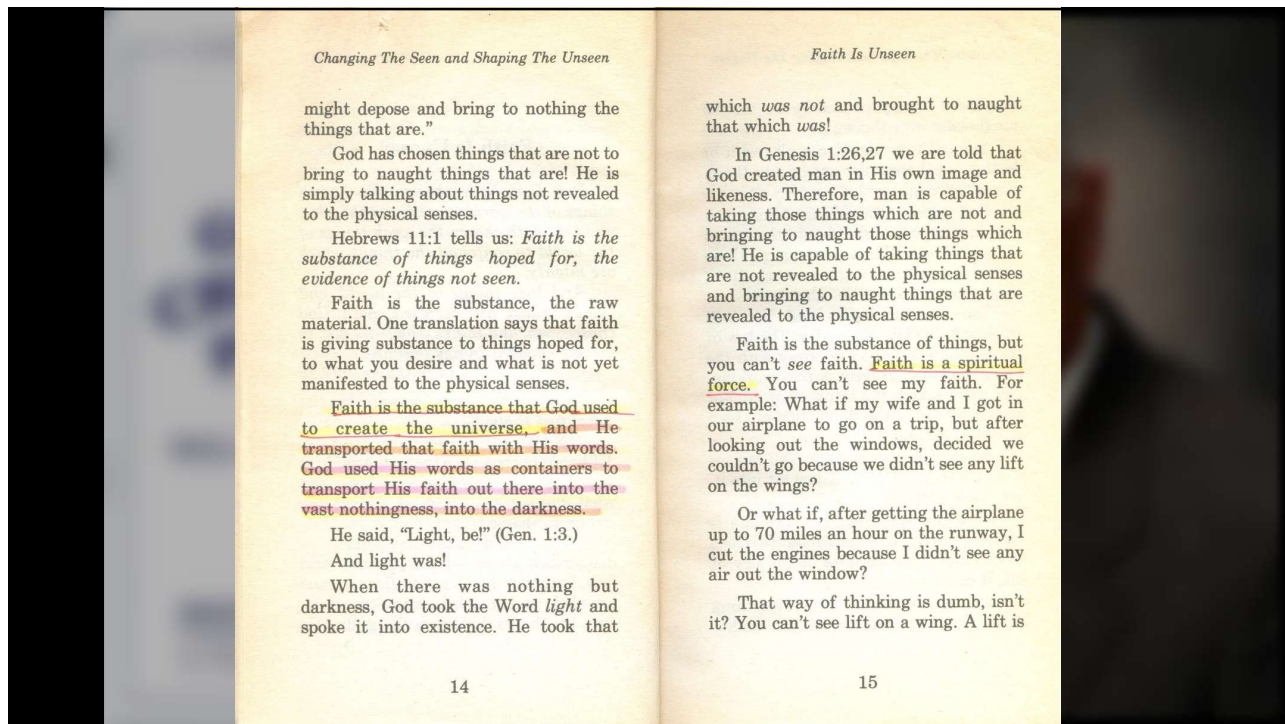 Changing The Seen and Shaping The Unseen
might depose and bring to nothing the
things that are.”
God has chosen things that are not to
bring to naught things that are! He is
simply talking about things not revealed
to the physical senses.
Hebrews 11:1 tells us: Faith is the
substance of things hoped for, the
evidence of things not seen.
Faith is the substance, the raw
material. One translation says that faith
is giving substance to things hoped for,
to what you desire and what is not yet
manifested to the physical senses.
Faith is the substance that God used
to create the universe, and He
transported that faith with His words.
God used His words as containers to
transport His faith out there into the
vast nothingness, into the darkness.
He said, “Light, be!” (Gen. 1:3.)
And light was!
When there was nothing but
darkness, God took the Word light and
spoke it into existence. He took that
14
Faith Is Unseen
which was not and brought to naught
that which was!
In Genesis 1:26,27 we are told that
God created man in His own image and
likeness. Therefore, man is capable of
taking those things which are not and
bringing to naught those things which
are! He is capable of taking things that
are not revealed to the physical senses
and bringing to naught things that are
revealed to the physical senses.
Faith is the substance of things, but
you can’t see faith. Faith is a spiritual
force. You can’t see my faith. For
example: What if my wife and I got in
our airplane to go on a trip, but after
looking out the windows, decided we
couldn’t go because we didn’t see any lift
on the wings?
Or what if, after getting the airplane
up to 70 miles an hour on the runway, I
cut the engines because I didn’t see any
air out the window?
That way of thinking is dumb, isn’t
it? You can’t see lift on a wing. A lift is
15